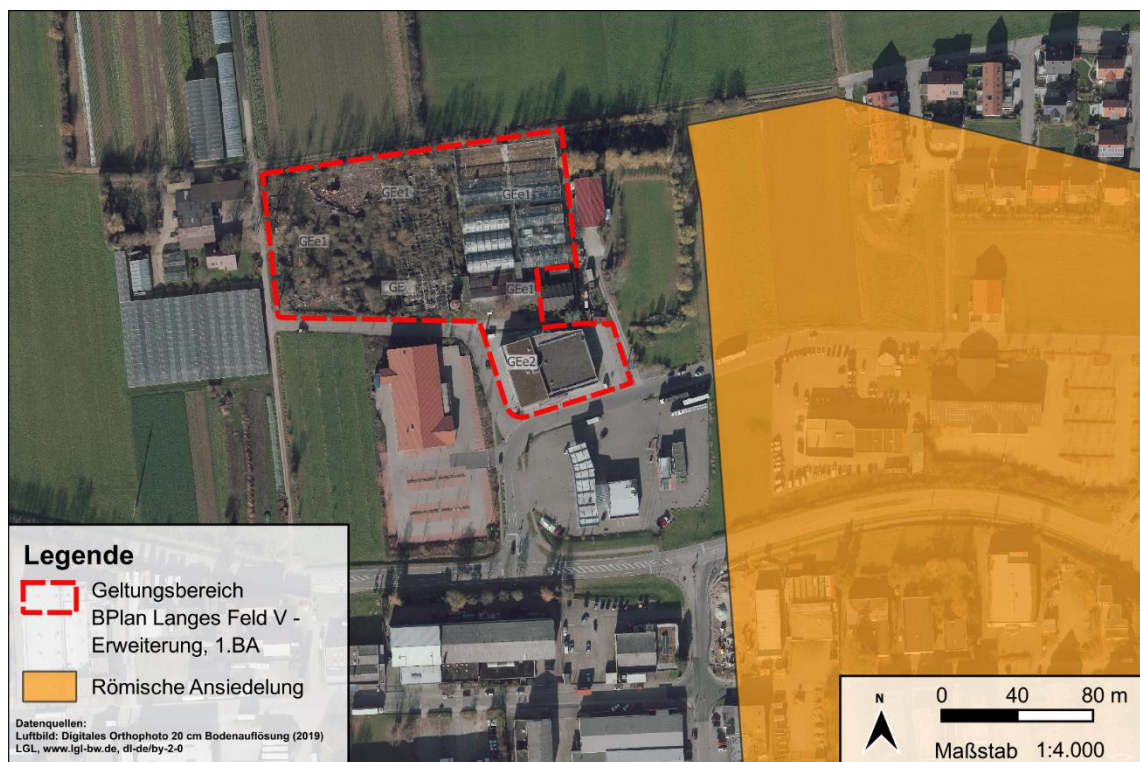 GEe1
GEe1
GEe1
GE
GEe1
GEe2
Legende
Geltungsbereich
BPlan Langes Feld V -
Erweiterung, 1.BA
Römische Ansiedelung
Datenquellen:
Luftbild: Digitales Orthophoto 20 cm Bodenauflösung (2019)
LGL, www.lgl-bw.de, dl-de/by-2-0
N
0 40 80 m
Maßstab 1:4.000